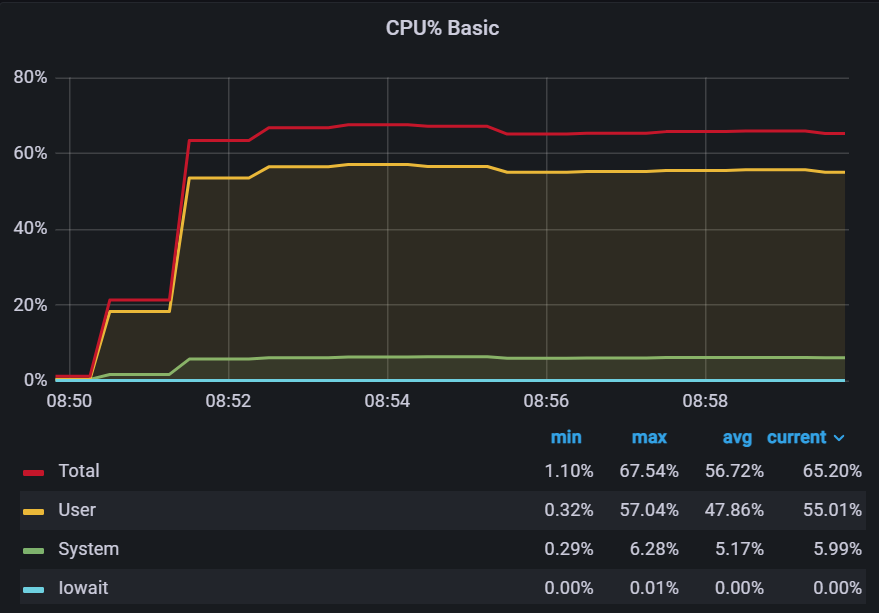 CPU% Basic
80%
60%
40%
20%
0%
08:50 08:52 08:54 08:56 08:58
min max avg current
Total 1.10% 67.54% 56.72% 65.20%
User 0.32% 57.04% 47.86% 55.01%
System 0.29% 6.28% 5.17% 5.99%
Iowait 0.00% 0.01% 0.00% 0.00%